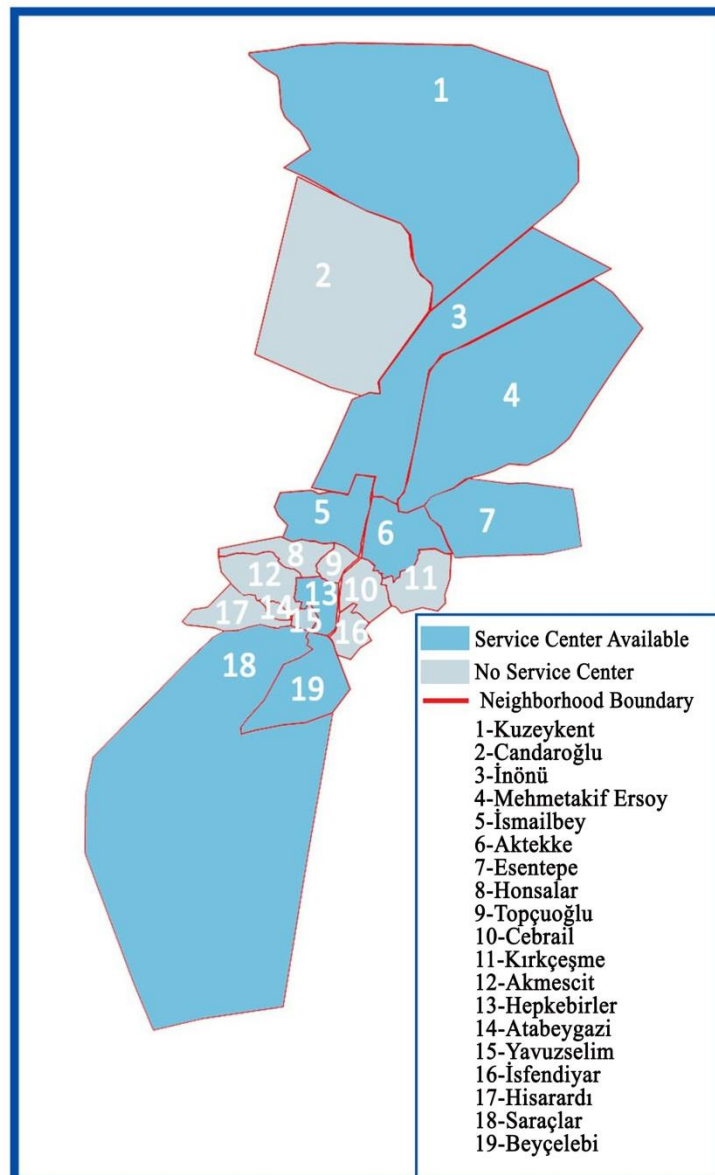 1
2
3
4
5
6
7
8
9
10
11
12
13
14
15
16
17
18
19
Service Center Available
No Service Center
Neighborhood Boundary
1-Kuzeykent
2-Candaroğlu
3-İnönü
4-Mehmetakif Ersoy
5-İsmailbey
6-Aktekke
7-Esentepe
8-Honsalar
9-Topçuoğlu
10-Cebrail
11-Kırkçeşme
12-Akmescit
13-Hepkebirler
14-Atabeygazi
15-Yavuzselim
16-İsfendiyar
17-Hisarardı
18-Saraçlar
19-Beyçelebi